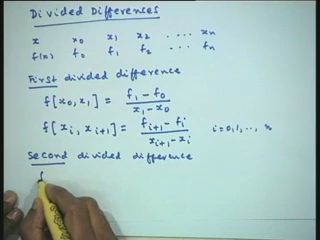 Divided Differences
x x₀ x₁ x₂ .... xₙ
f(x) f₀ f₁ f₂ ... fₙ
First divided difference
f[x₀,x₁] = (f₁-f₀)/(x₁-x₀)
f[xᵢ, xᵢ₊₁] = (fᵢ₊₁-fᵢ)/(xᵢ₊₁-xᵢ) i=0,1,..., n
Second divided difference